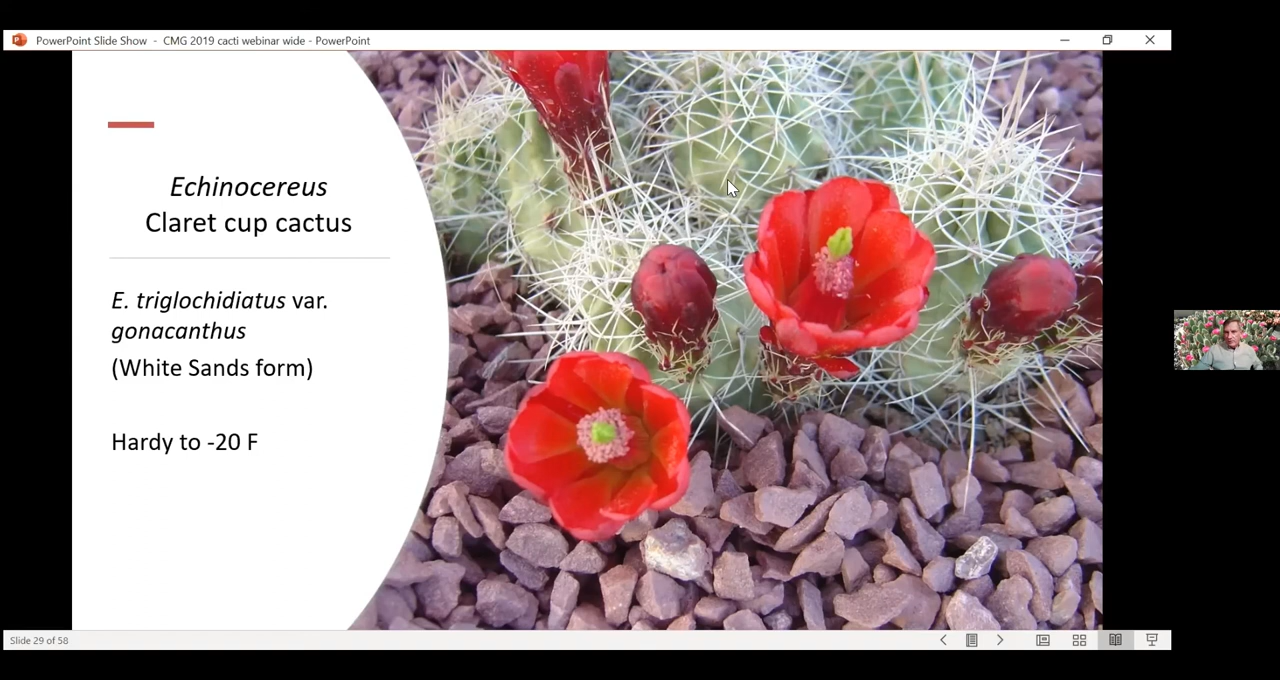 PowerPoint Slide Show - CMG 2019 cacti webinar wide - PowerPoint
Echinocereus
Claret cup cactus
E. triglochidiatus var.
gonacanthus
(White Sands form)
Hardy to -20 F
Slide 29 of 58